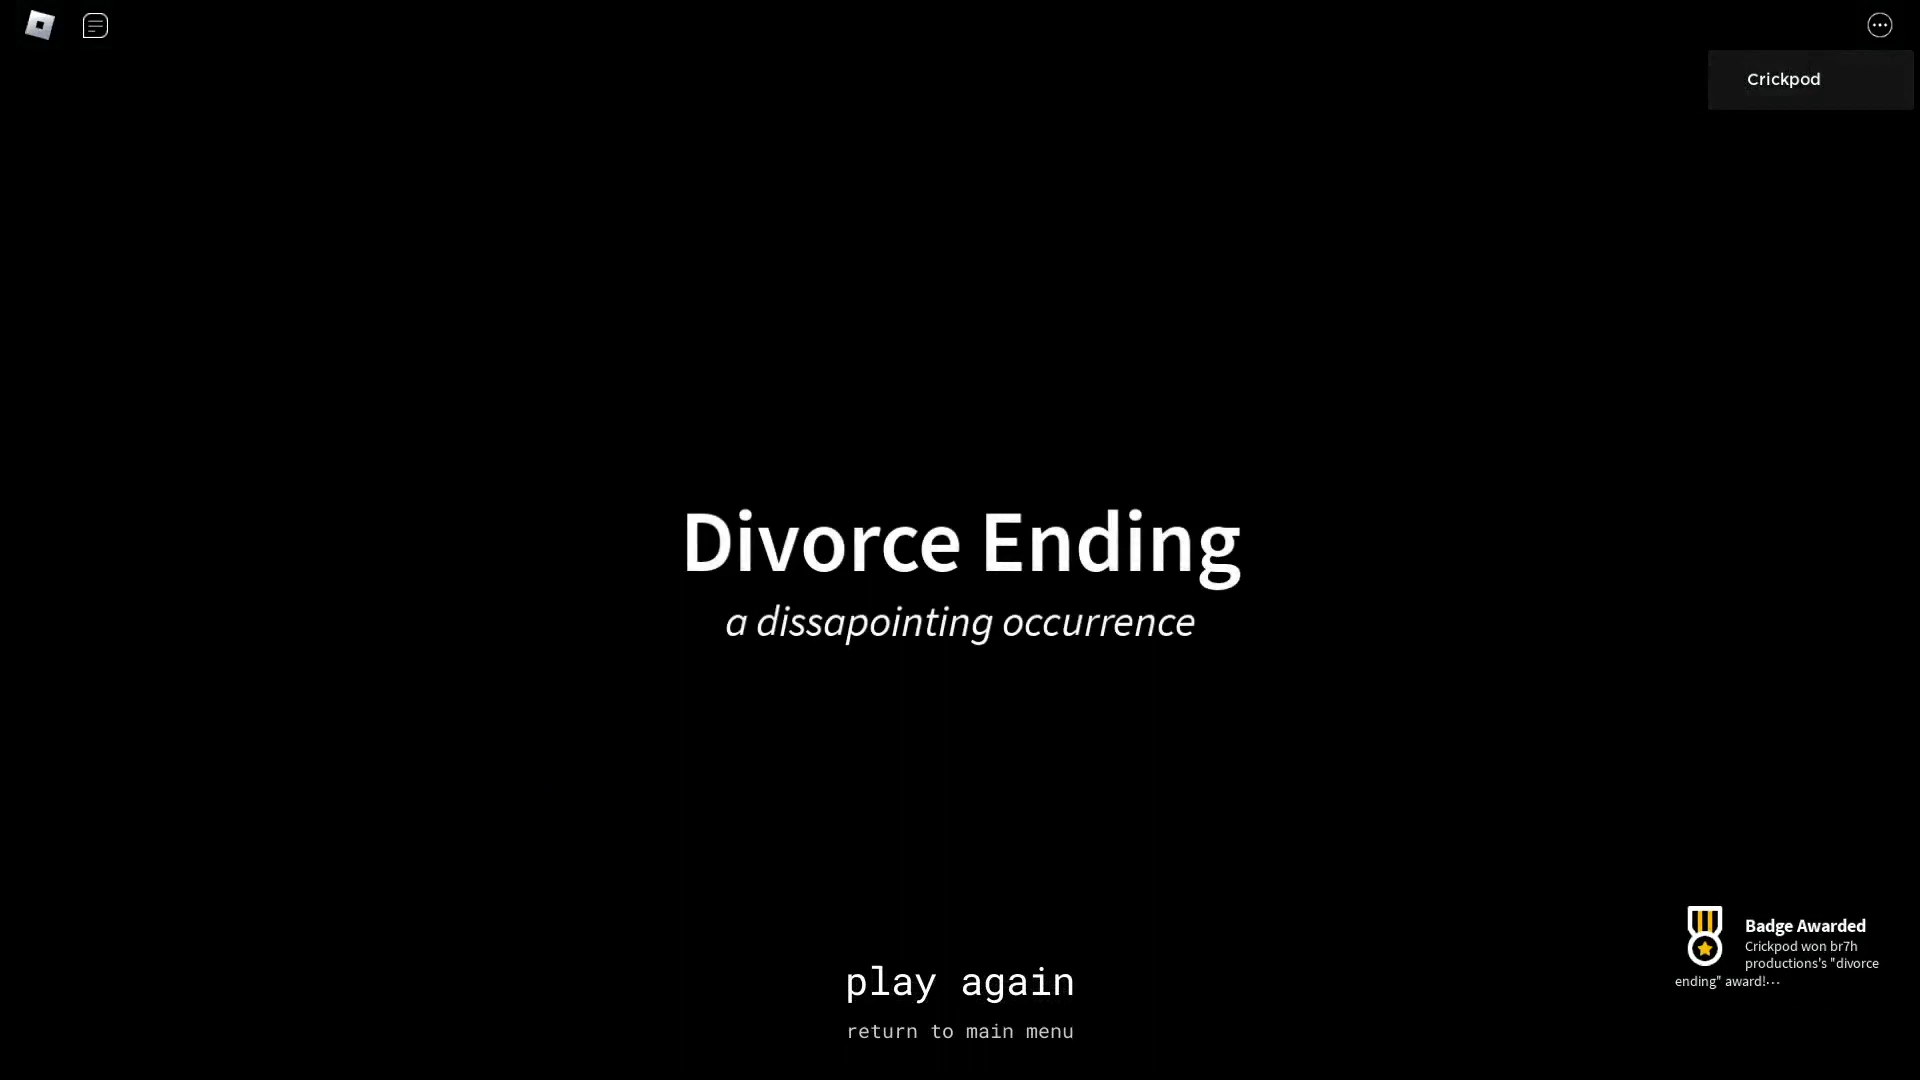 Crickpod
Divorce Ending
a dissapointing occurrence
Badge Awarded
Crickpod won br7h
productions's "divorce
ending" award!...
play again
return to main menu